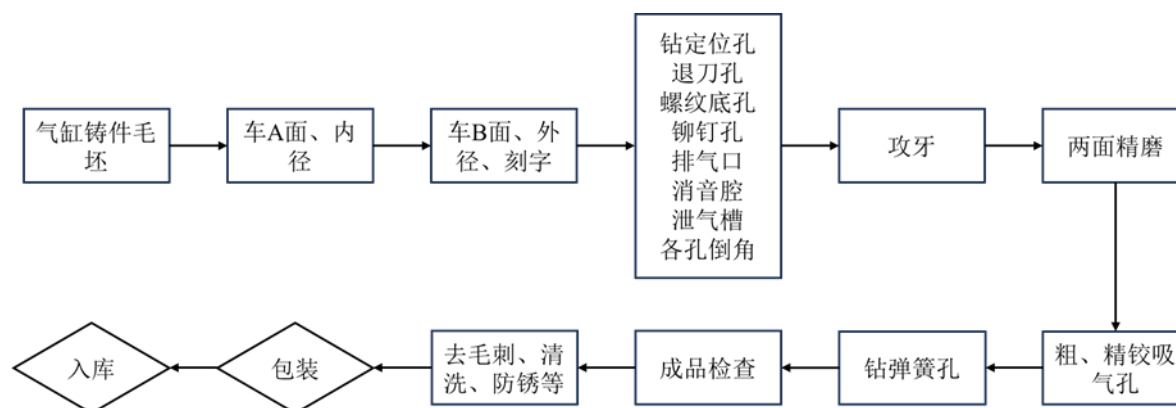 气缸铸件毛
坯
车A面、内
径
车B面、外
径、刻字
钻定位孔
退刀孔
螺纹底孔
铆钉孔
排气口
消音腔
泄气槽
各孔倒角
攻牙
两面精磨
粗、精铰吸
气孔
钻弹簧孔
成品检查
去毛刺、清
洗、防锈等
包装
入库